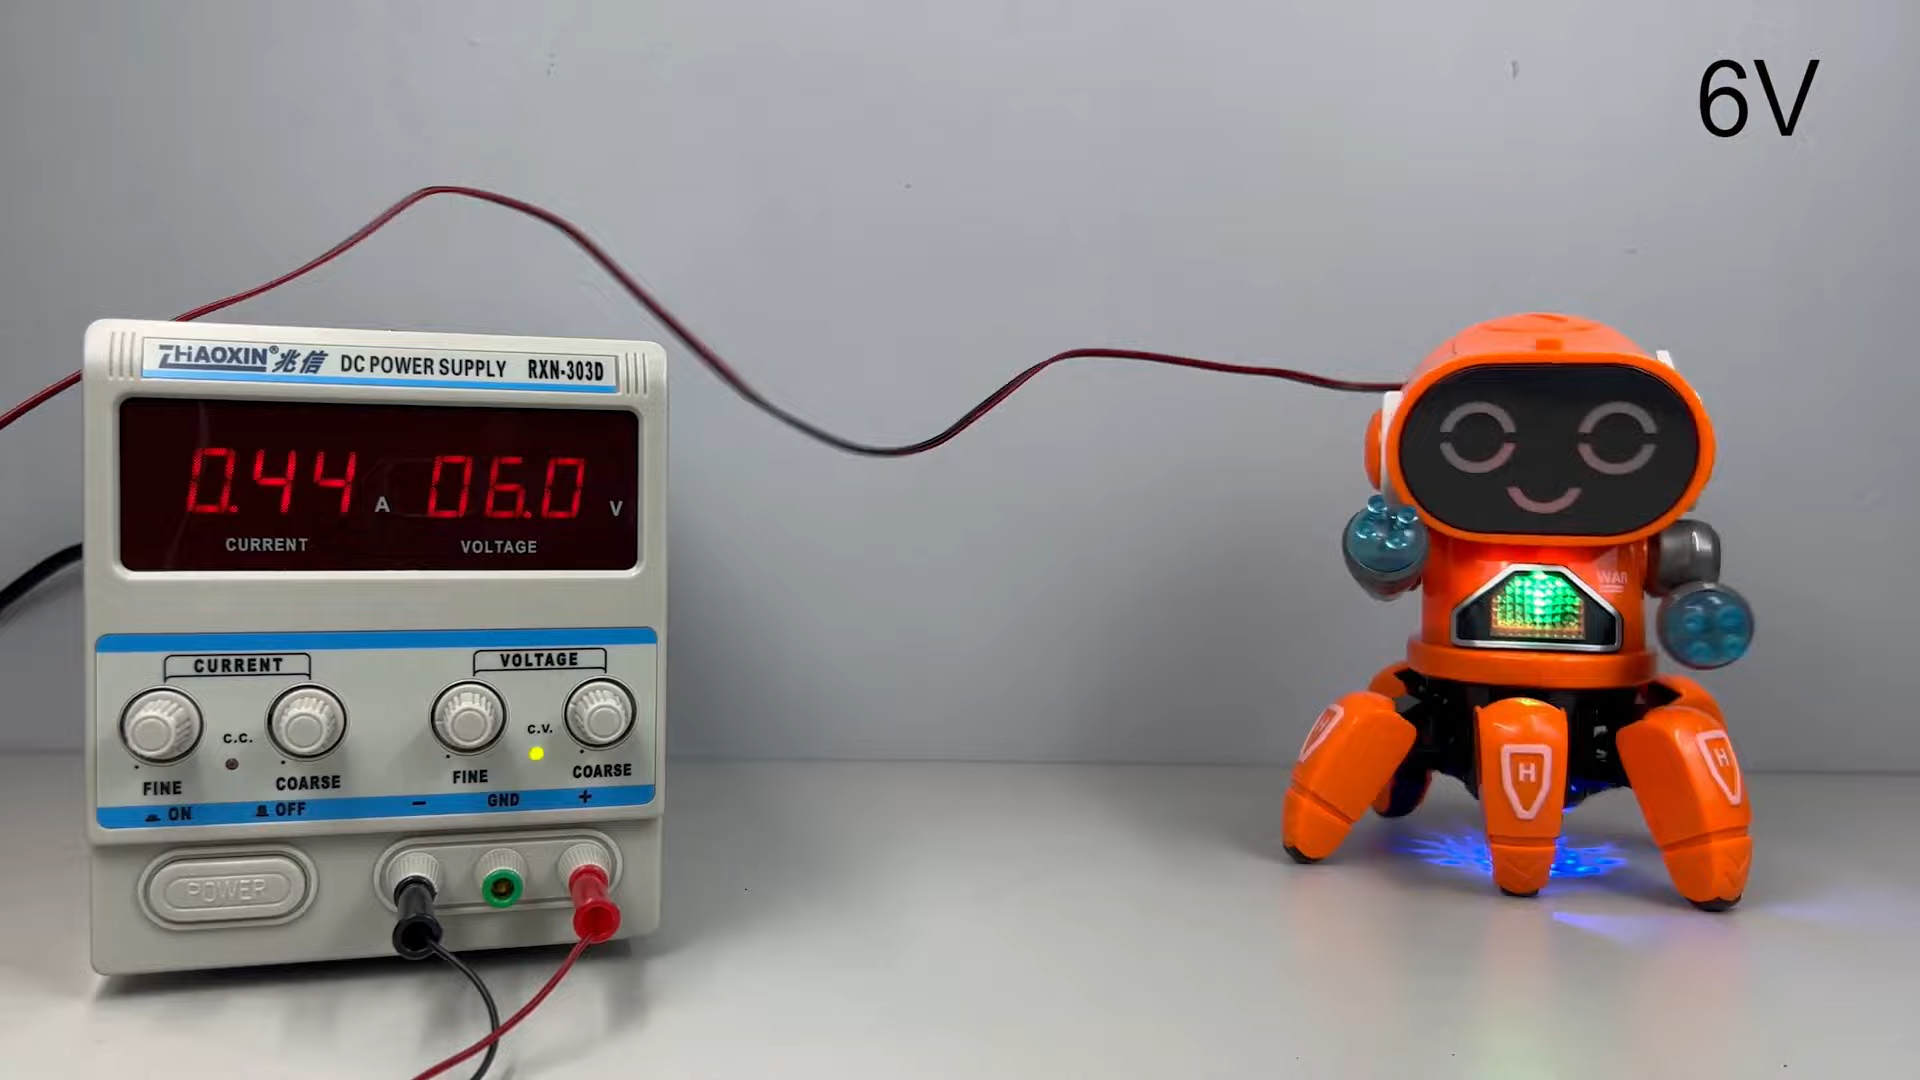 6V
ZHAOXIN®兆信 DC POWER SUPPLY RXN-303D
0.44 A 06.0 V
CURRENT VOLTAGE
CURRENT VOLTAGE
C.C. C.V.
FINE COARSE FINE COARSE
ON OFF - GND +
POWER
WAR
H H